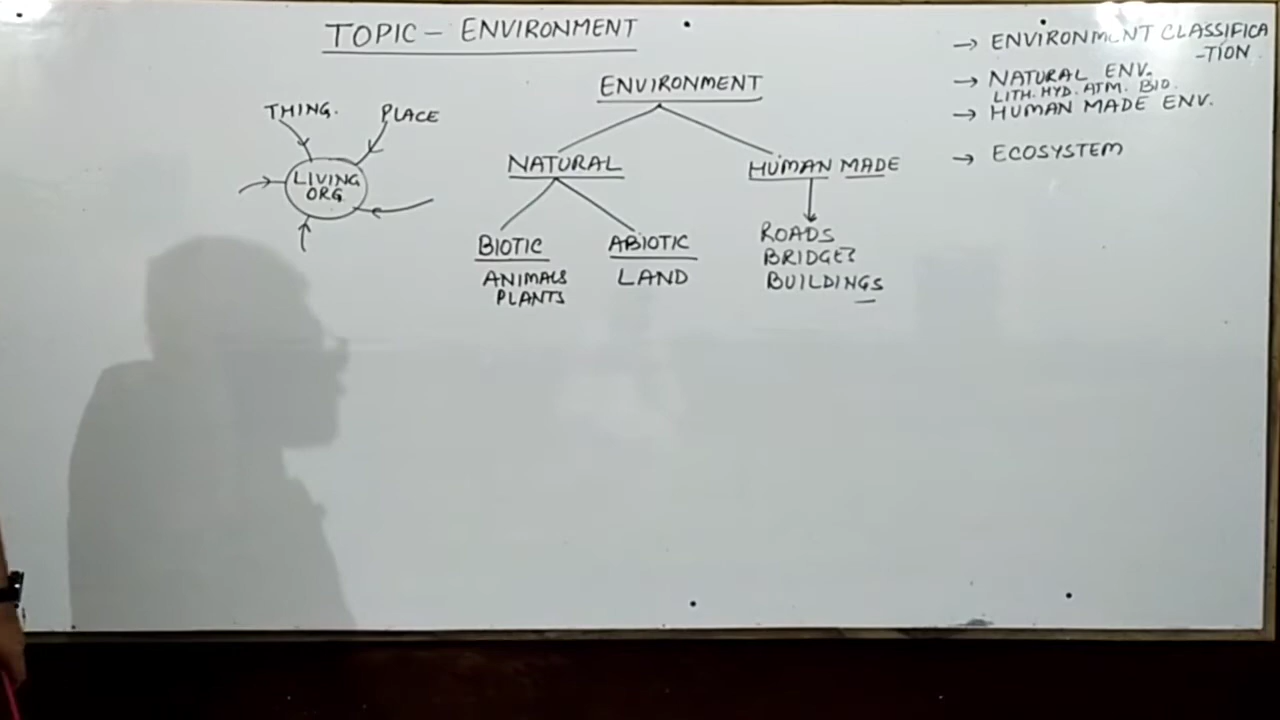 TOPIC - ENVIRONMENT
THING.
PLACE
LIVING
ORG.
ENVIRONMENT
NATURAL
HUMAN MADE
BIOTIC
ANIMALS
PLANTS
ABIOTIC
LAND
ROADS
BRIDGES
BUILDINGS
→ ENVIRONMENT CLASSIFICA
-TION.
→ NATURAL ENV.
LITH. HYD. ATM. BIO.
→ HUMAN MADE ENV.
→ ECOSYSTEM